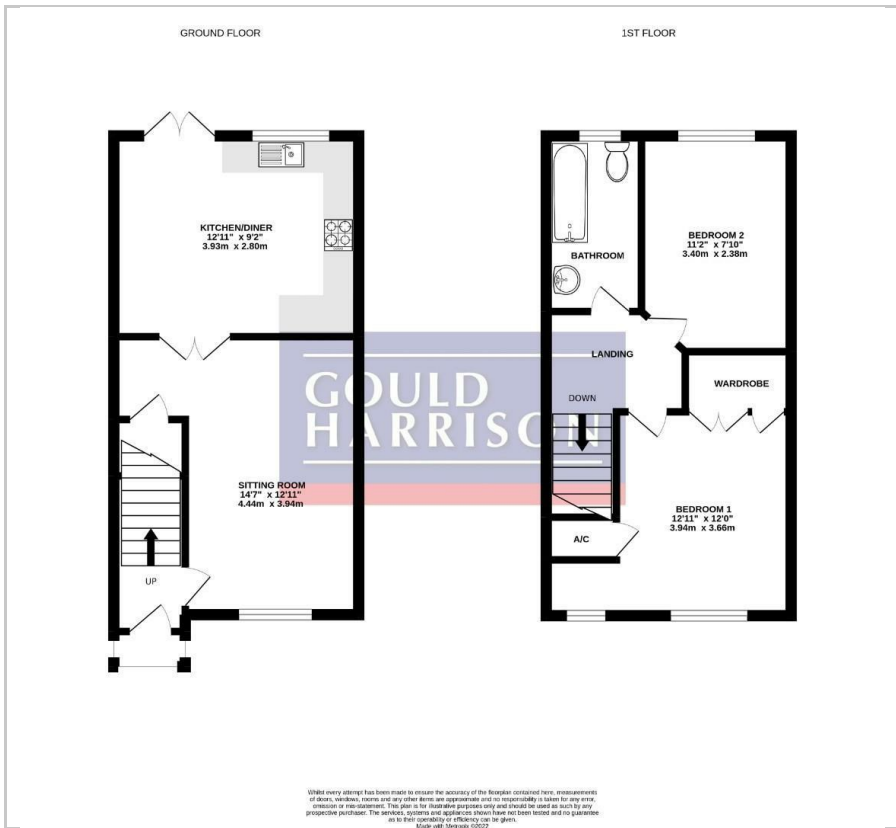 GROUND FLOOR
1ST FLOOR
KITCHEN/DINER
12'11" x 9'2"
3.93m x 2.80m
BATHROOM
BEDROOM 2
11'2" x 7'10"
3.40m x 2.38m
LANDING
WARDROBE
DOWN
GOULD
HARRISON
SITTING ROOM
14'7" x 12'11"
4.44m x 3.94m
BEDROOM 1
12'11" x 12'0"
3.94m x 3.66m
A/C
UP
Whilst every attempt has been made to ensure the accuracy of the floorplan contained here, measurements
of doors, windows, rooms and any other items are approximate and no responsibility is taken for any error,
omission or mis-statement. This plan is for illustrative purposes only and should be used as such by any
prospective purchaser. The services, systems and appliances shown have not been tested and no guarantee
as to their operability or efficiency can be given.
Made with Metropix ©2022